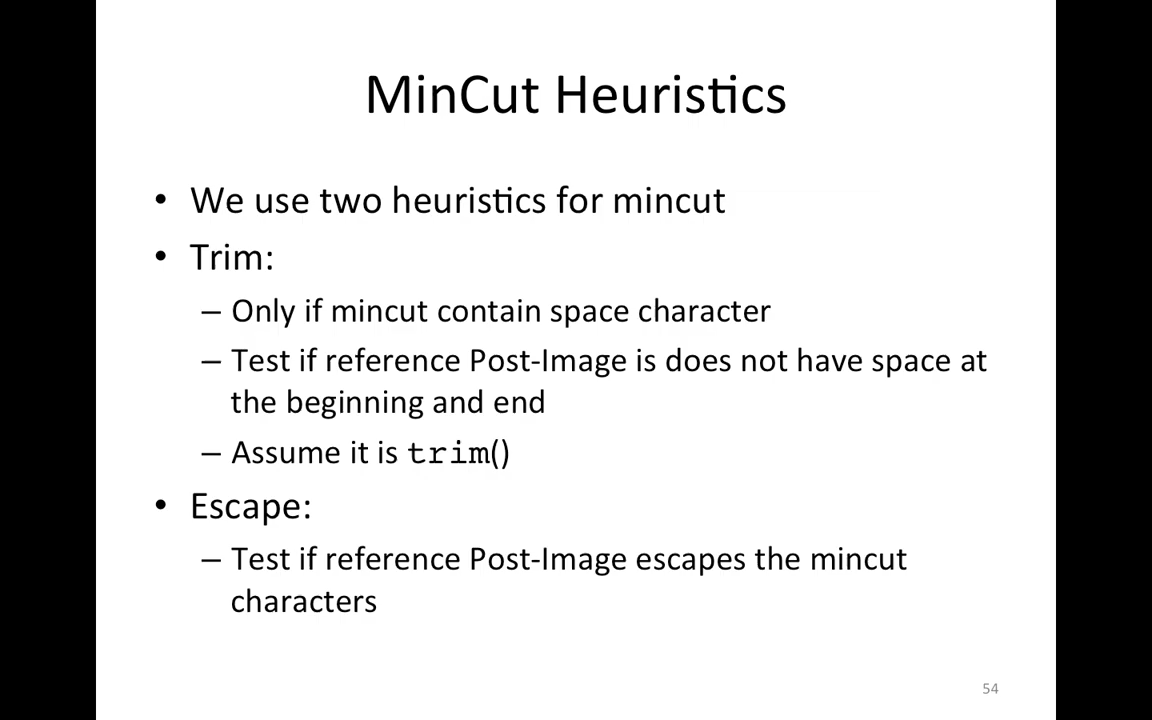 MinCut Heuristics
• We use two heuristics for mincut
• Trim:
– Only if mincut contain space character
– Test if reference Post-Image is does not have space at
the beginning and end
– Assume it is trim()
• Escape:
– Test if reference Post-Image escapes the mincut
characters
54